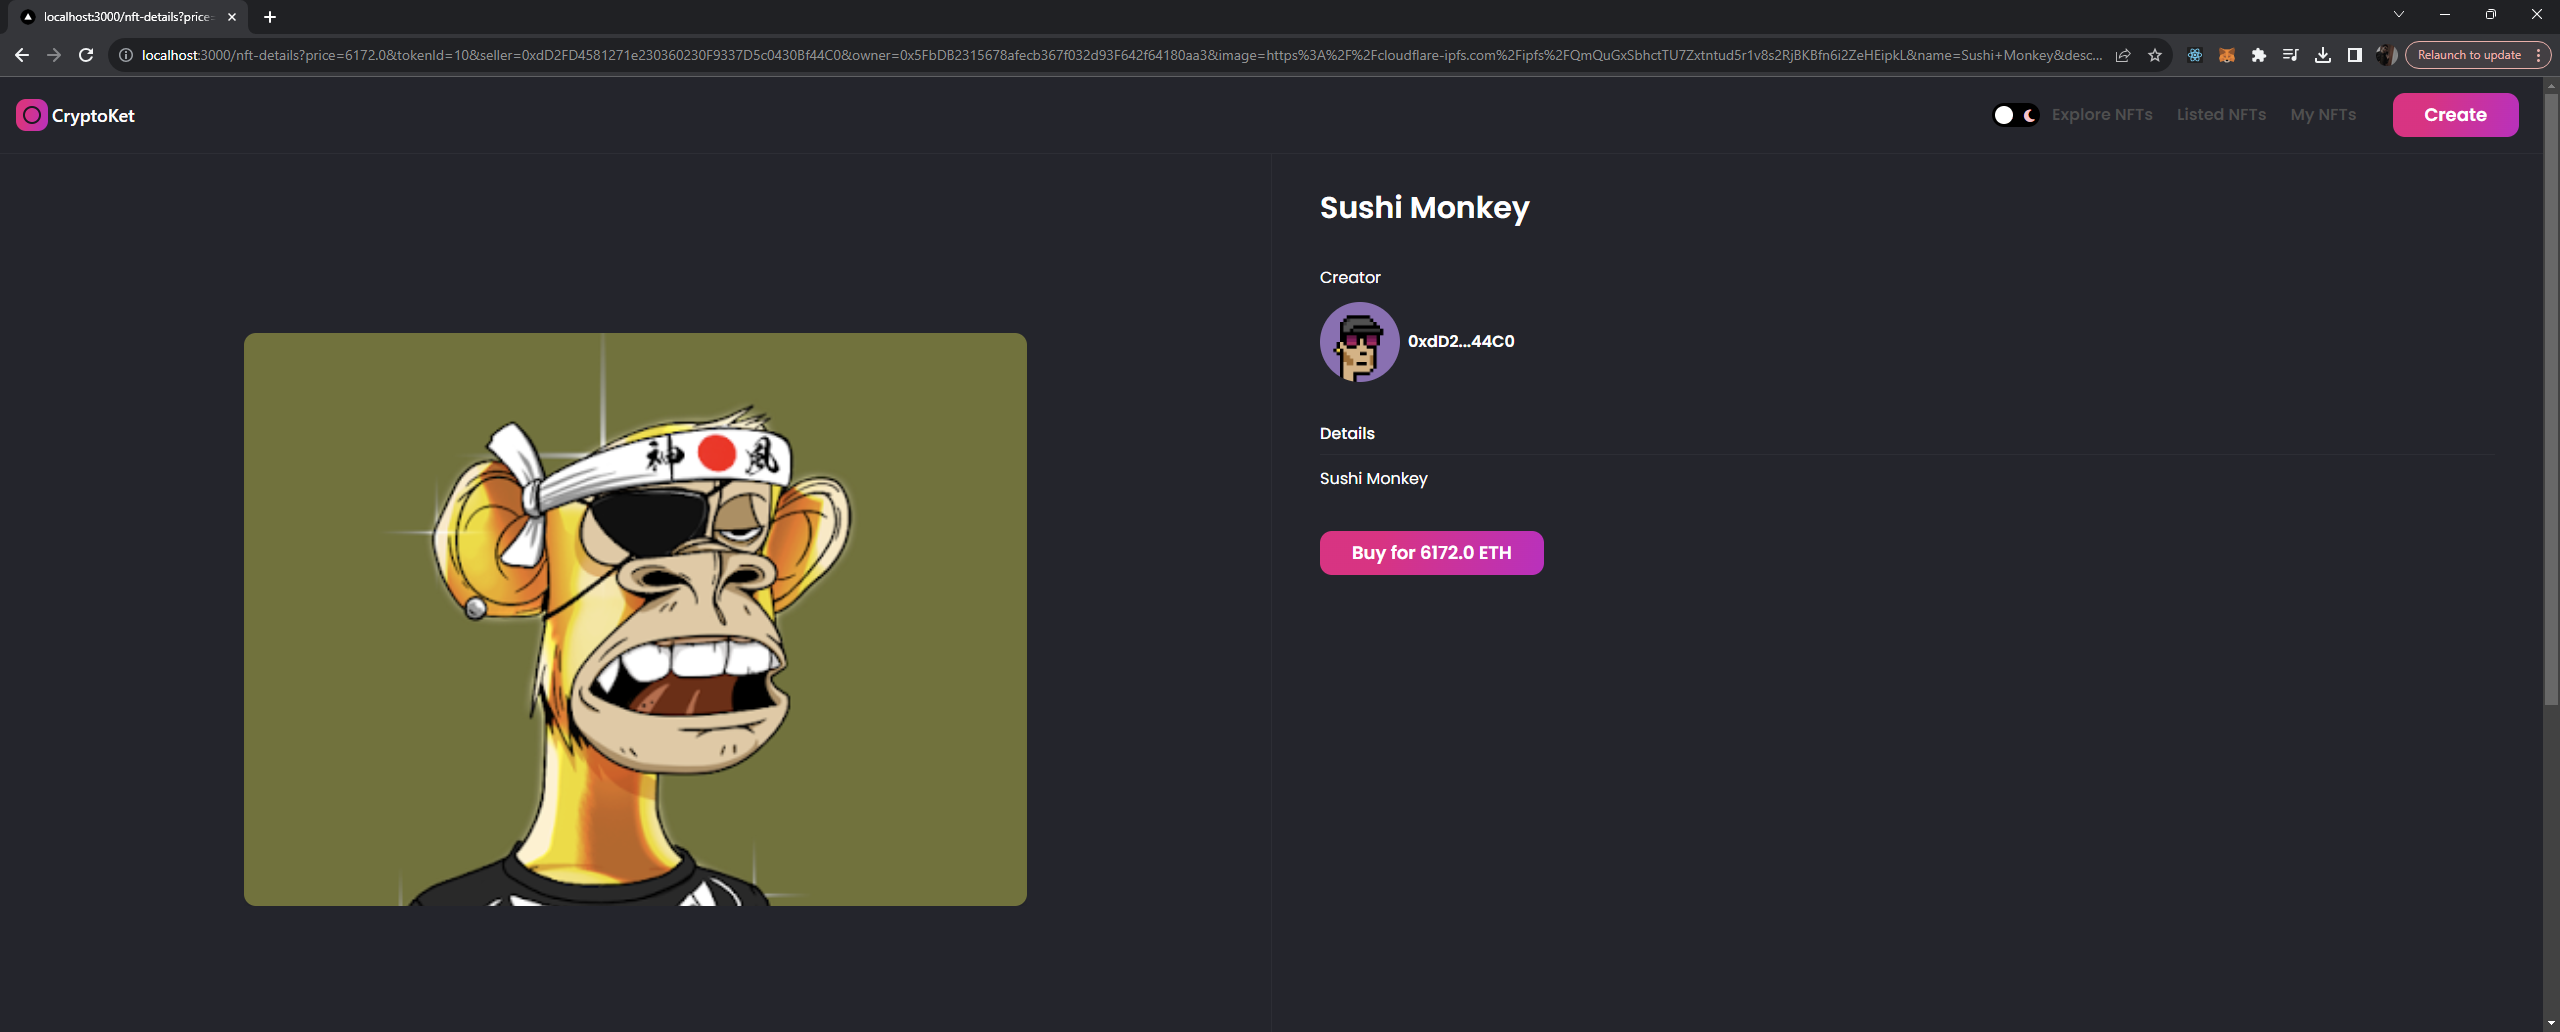 localhost:3000/nft-details?price=
localhost:3000/nft-details?price=6172.0&tokenId=10&seller=0xdD2FD4581271e230360230F9337D5c0430Bf44C0&owner=0x5FbDB2315678afecb367f032d93F642f64180aa3&image=https%3A%2F%2Fcloudflare-ipfs.com%2Fipfs%2FQmQuGxSbhctTU7Zxtntud5r1v8s2RjBKBfn6i2ZeHEipkL&name=Sushi+Monkey&desc...
Relaunch to update
CryptoKet
Explore NFTs
Listed NFTs
My NFTs
Create
Sushi Monkey
Creator
0xdD2...44C0
Details
Sushi Monkey
Buy for 6172.0 ETH
神 風